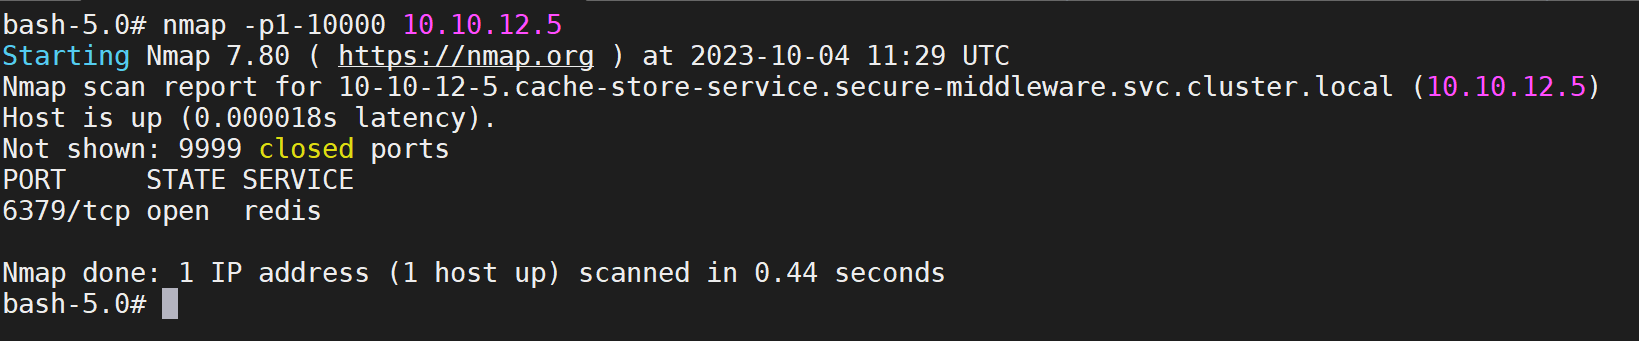 bash-5.0# nmap -p1-10000 10.10.12.5
Starting Nmap 7.80 ( https://nmap.org ) at 2023-10-04 11:29 UTC
Nmap scan report for 10-10-12-5.cache-store-service.secure-middleware.svc.cluster.local (10.10.12.5)
Host is up (0.000018s latency).
Not shown: 9999 closed ports
PORT     STATE SERVICE
6379/tcp open  redis
Nmap done: 1 IP address (1 host up) scanned in 0.44 seconds
bash-5.0#